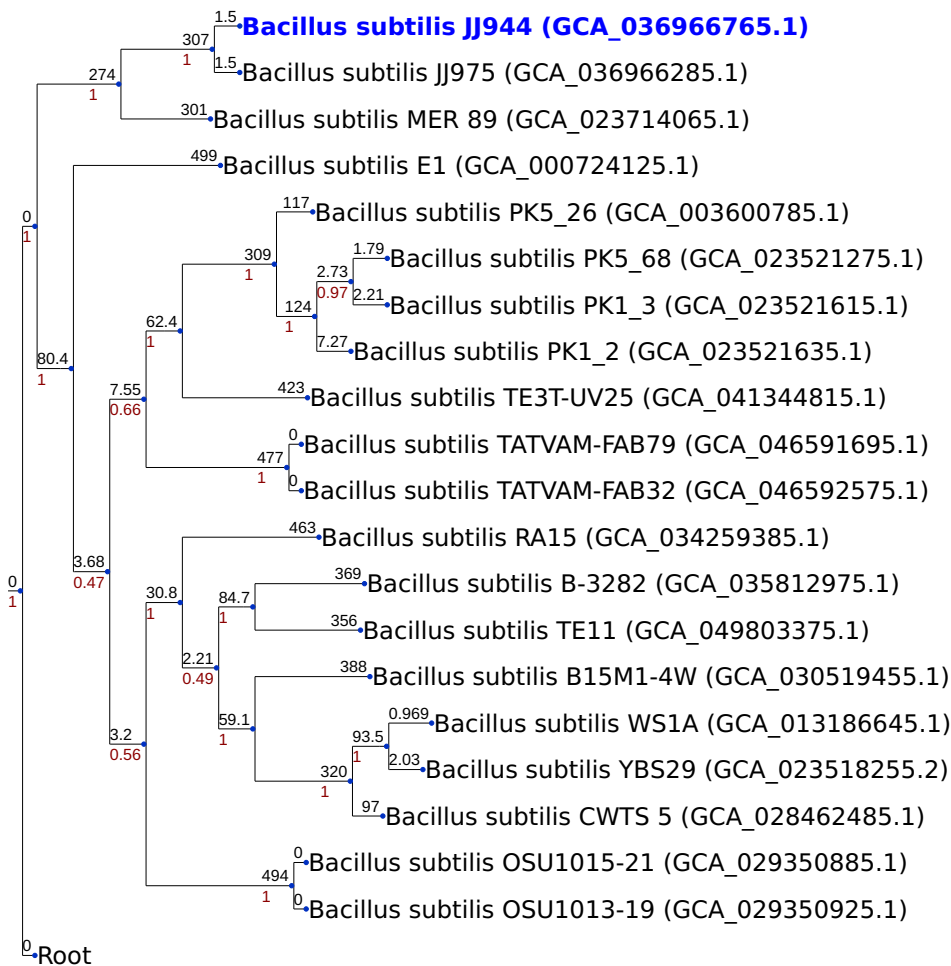 1.5
Bacillus subtilis JJ944 (GCA_036966765.1)
307
1
1.5
Bacillus subtilis JJ975 (GCA_036966285.1)
274
1
301
Bacillus subtilis MER 89 (GCA_023714065.1)
499
Bacillus subtilis E1 (GCA_000724125.1)
0
1
117
Bacillus subtilis PK5_26 (GCA_003600785.1)
309
1
1.79
Bacillus subtilis PK5_68 (GCA_023521275.1)
2.73
0.97
2.21
Bacillus subtilis PK1_3 (GCA_023521615.1)
124
1
62.4
1
7.27
Bacillus subtilis PK1_2 (GCA_023521635.1)
80.4
1
7.55
0.66
423
Bacillus subtilis TE3T-UV25 (GCA_041344815.1)
0
Bacillus subtilis TATVAM-FAB79 (GCA_046591695.1)
477
1
0
Bacillus subtilis TATVAM-FAB32 (GCA_046592575.1)
463
Bacillus subtilis RA15 (GCA_034259385.1)
3.68
0.47
0
1
369
Bacillus subtilis B-3282 (GCA_035812975.1)
30.8
1
84.7
1
356
Bacillus subtilis TE11 (GCA_049803375.1)
2.21
0.49
388
Bacillus subtilis B15M1-4W (GCA_030519455.1)
59.1
1
0.969
Bacillus subtilis WS1A (GCA_013186645.1)
3.2
0.56
93.5
1
2.03
Bacillus subtilis YBS29 (GCA_023518255.2)
320
1
97
Bacillus subtilis CWTS 5 (GCA_028462485.1)
0
Bacillus subtilis OSU1015-21 (GCA_029350885.1)
494
1
0
Bacillus subtilis OSU1013-19 (GCA_029350925.1)
0
Root